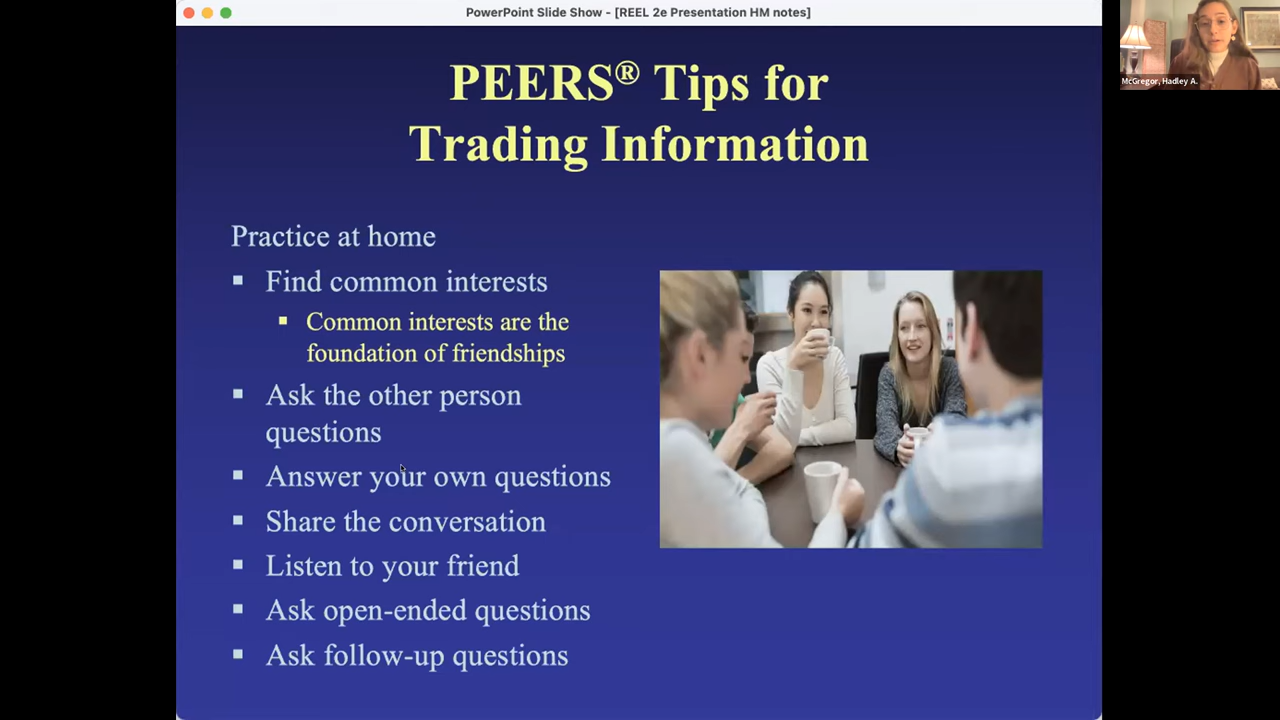 PowerPoint Slide Show - [REEL 2e Presentation HM notes]
McGregor, Hadley A.
PEERS® Tips for
Trading Information
Practice at home
Find common interests
Common interests are the
foundation of friendships
Ask the other person
questions
Answer your own questions
Share the conversation
Listen to your friend
Ask open-ended questions
Ask follow-up questions